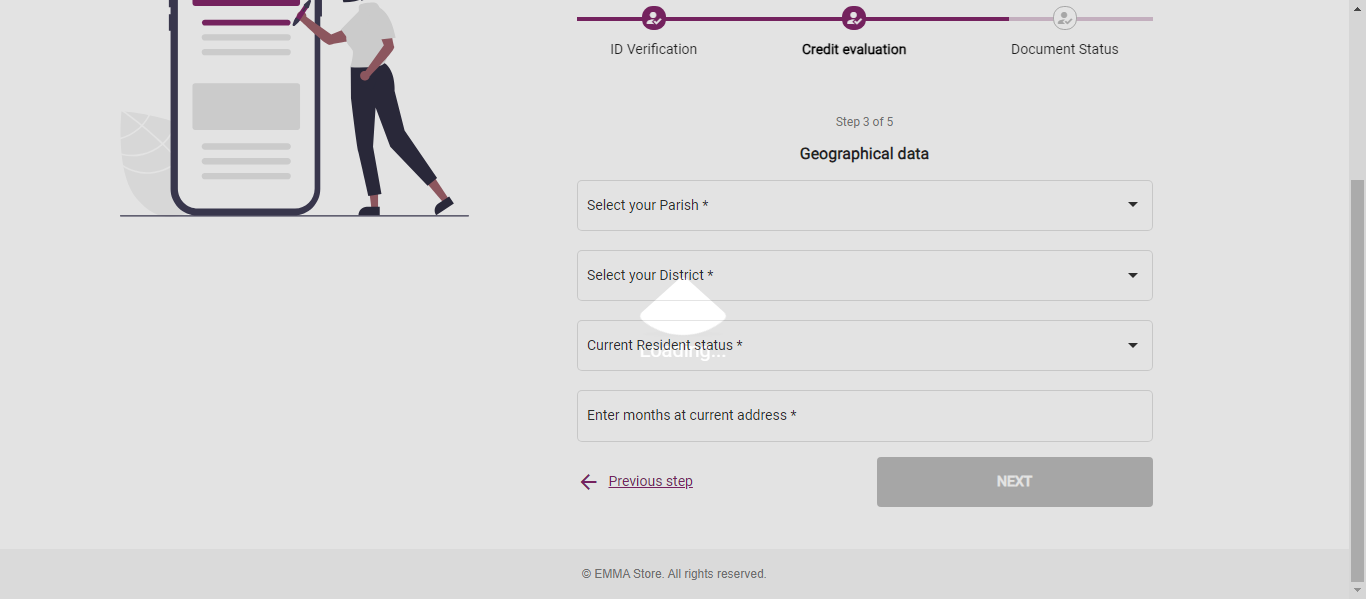 ID Verification
Credit evaluation
Document Status
Step 3 of 5
Geographical data
Select your Parish *
Select your District *
Current Resident status *
Loading...
Enter months at current address *
Previous step
NEXT
© EMMA Store. All rights reserved.